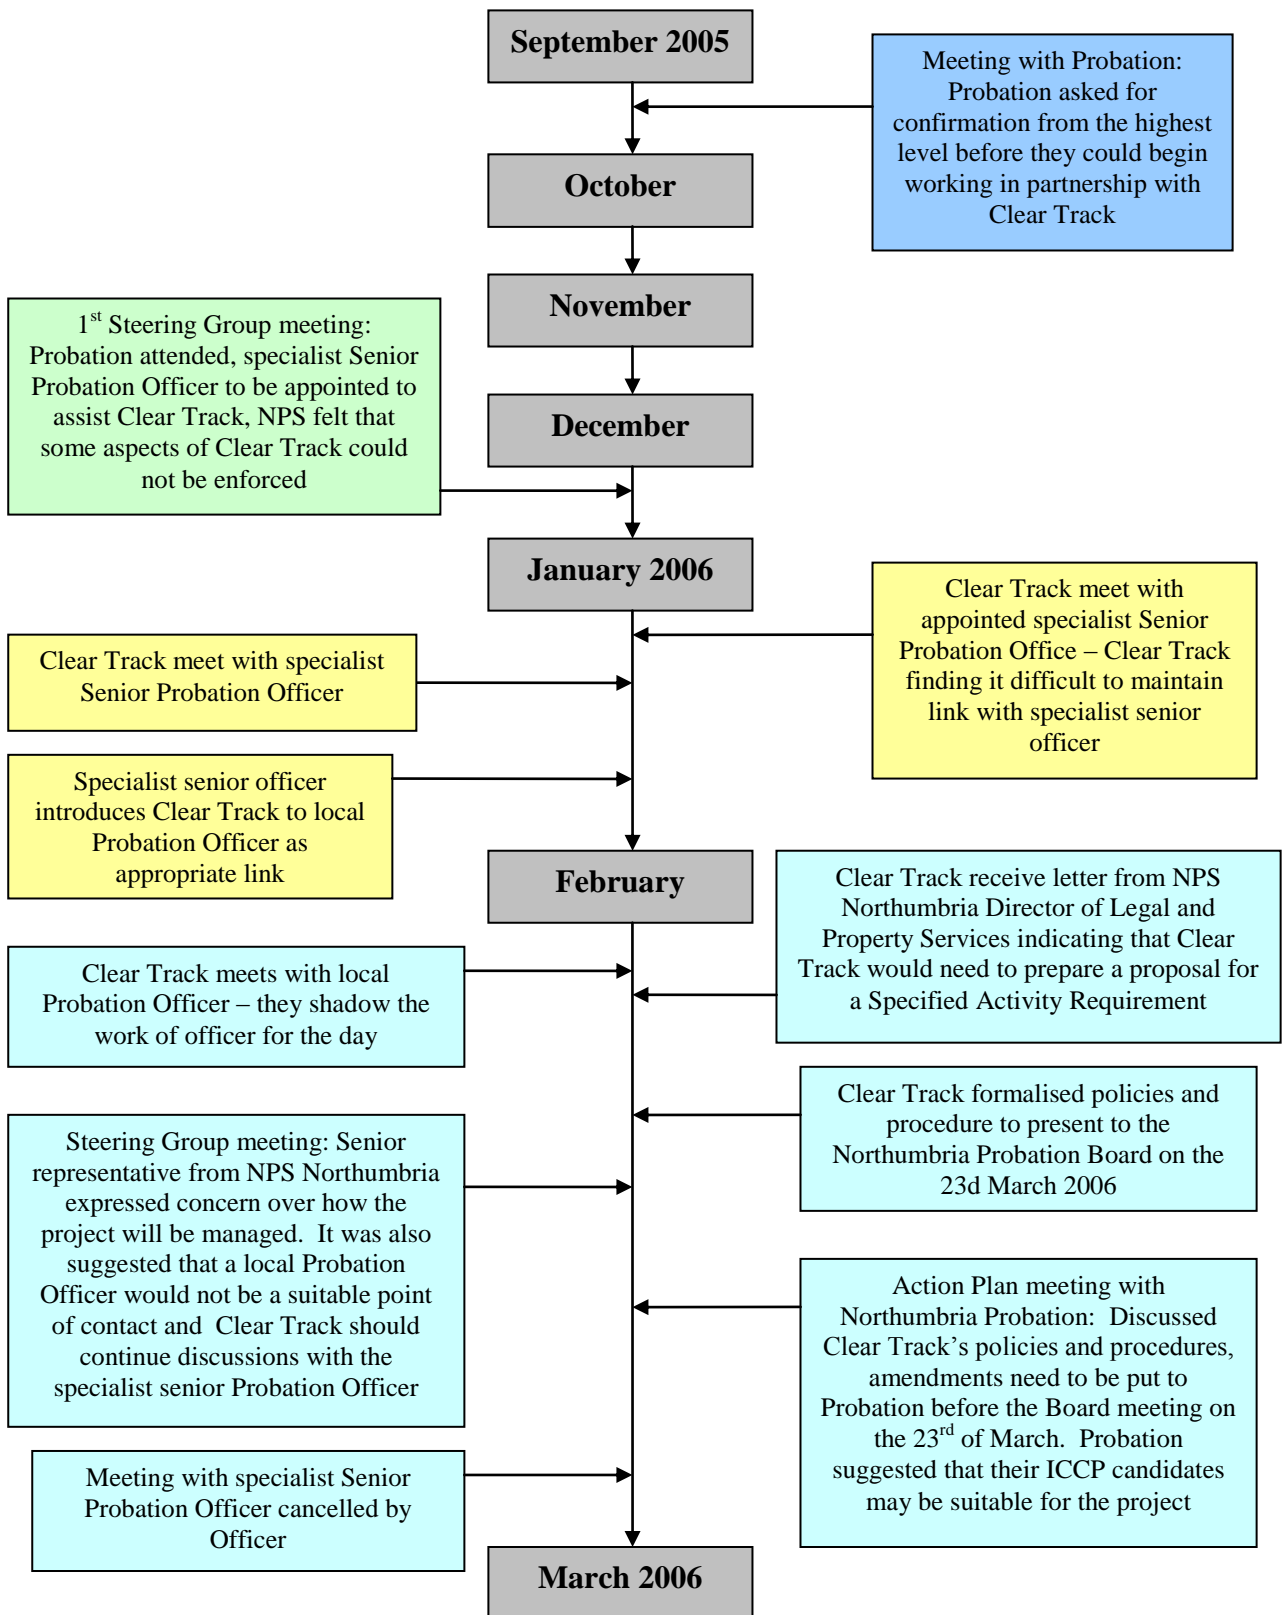 September 2005
Meeting with Probation:
Probation asked for
confirmation from the highest
level before they could begin
working in partnership with
Clear Track
October
November
1st Steering Group meeting:
Probation attended, specialist Senior
Probation Officer to be appointed to
assist Clear Track, NPS felt that
some aspects of Clear Track could
not be enforced
December
January 2006
Clear Track meet with
appointed specialist Senior
Probation Office – Clear Track
finding it difficult to maintain
link with specialist senior
officer
Clear Track meet with specialist
Senior Probation Officer
Specialist senior officer
introduces Clear Track to local
Probation Officer as
appropriate link
February
Clear Track receive letter from NPS
Northumbria Director of Legal and
Property Services indicating that Clear
Track would need to prepare a proposal for
a Specified Activity Requirement
Clear Track meets with local
Probation Officer – they shadow the
work of officer for the day
Clear Track formalised policies and
procedure to present to the
Northumbria Probation Board on the
23d March 2006
Steering Group meeting: Senior
representative from NPS Northumbria
expressed concern over how the
project will be managed. It was also
suggested that a local Probation
Officer would not be a suitable point
of contact and Clear Track should
continue discussions with the
specialist senior Probation Officer
Action Plan meeting with
Northumbria Probation: Discussed
Clear Track's policies and procedures,
amendments need to be put to
Probation before the Board meeting on
the 23rd of March. Probation
suggested that their ICCP candidates
may be suitable for the project
Meeting with specialist Senior
Probation Officer cancelled by
Officer
March 2006